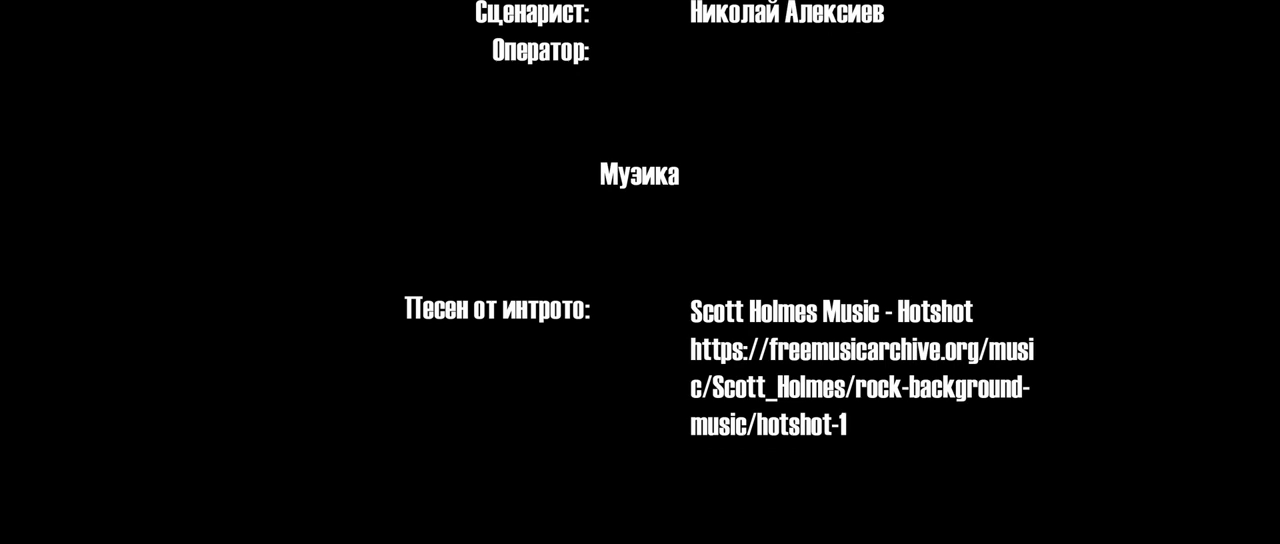 Сценарист: Николай Алексиев
Оператор:
Музика
Песен от интрото: Scott Holmes Music - Hotshot
https://freemusicarchive.org/musi
c/Scott_Holmes/rock-background-
music/hotshot-1